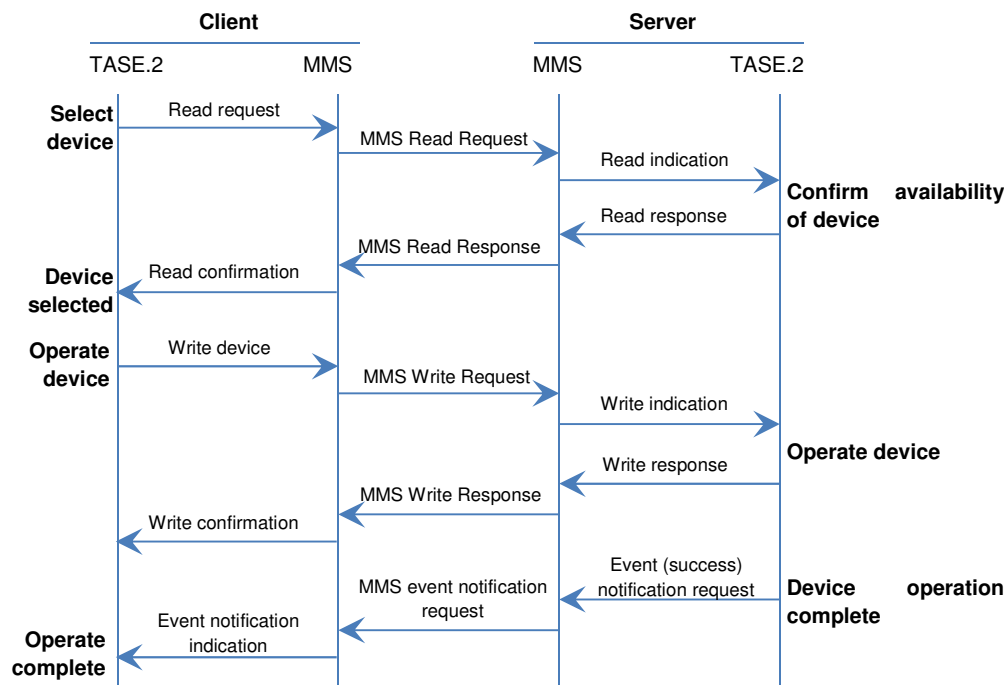 Client
Server
TASE.2
MMS
MMS
TASE.2
Select
device
Read request
MMS Read Request
Read indication
Confirm availability
of device
Read response
MMS Read Response
Read confirmation
Device
selected
Operate
device
Write device
MMS Write Request
Write indication
Operate device
Write response
MMS Write Response
Write confirmation
Event (success)
notification request
Device operation
complete
MMS event notification
request
Event notification
indication
Operate
complete